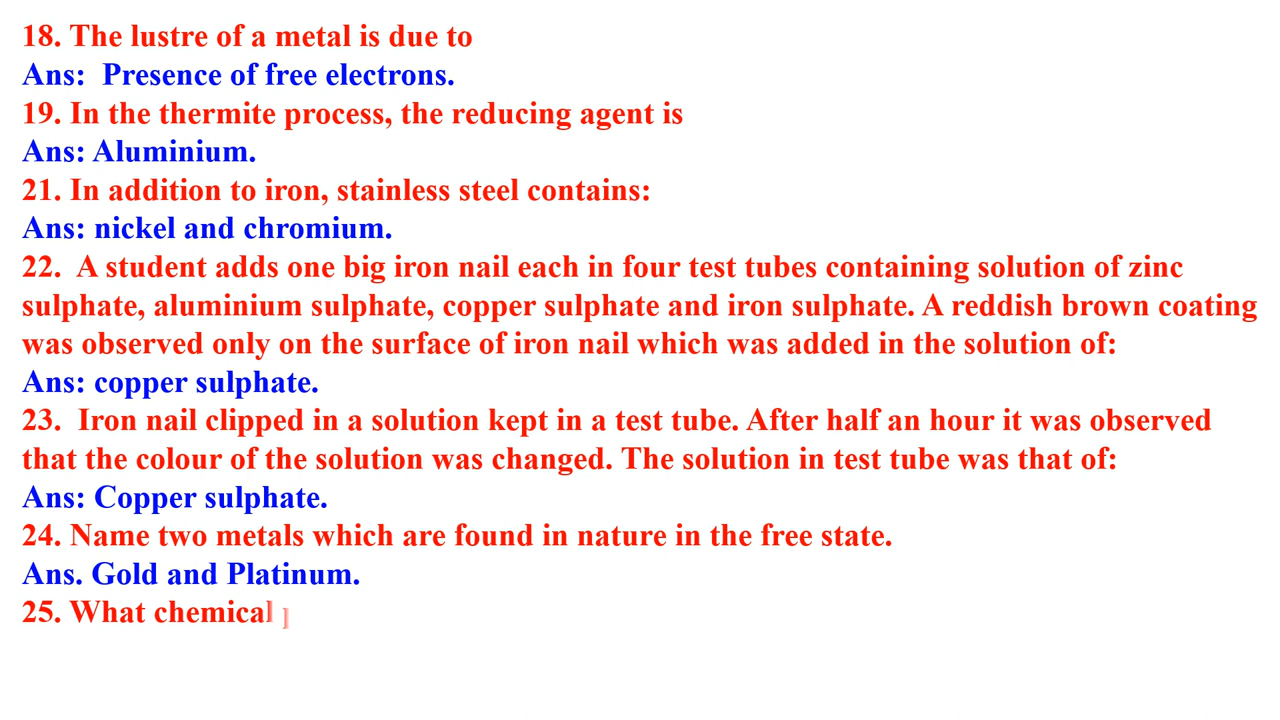 18. The lustre of a metal is due to
Ans:  Presence of free electrons.
19. In the thermite process, the reducing agent is
Ans: Aluminium.
21. In addition to iron, stainless steel contains:
Ans: nickel and chromium.
22.  A student adds one big iron nail each in four test tubes containing solution of zinc
sulphate, aluminium sulphate, copper sulphate and iron sulphate. A reddish brown coating
was observed only on the surface of iron nail which was added in the solution of:
Ans: copper sulphate.
23.  Iron nail clipped in a solution kept in a test tube. After half an hour it was observed
that the colour of the solution was changed. The solution in test tube was that of:
Ans: Copper sulphate.
24. Name two metals which are found in nature in the free state.
Ans. Gold and Platinum.
25. What chemical